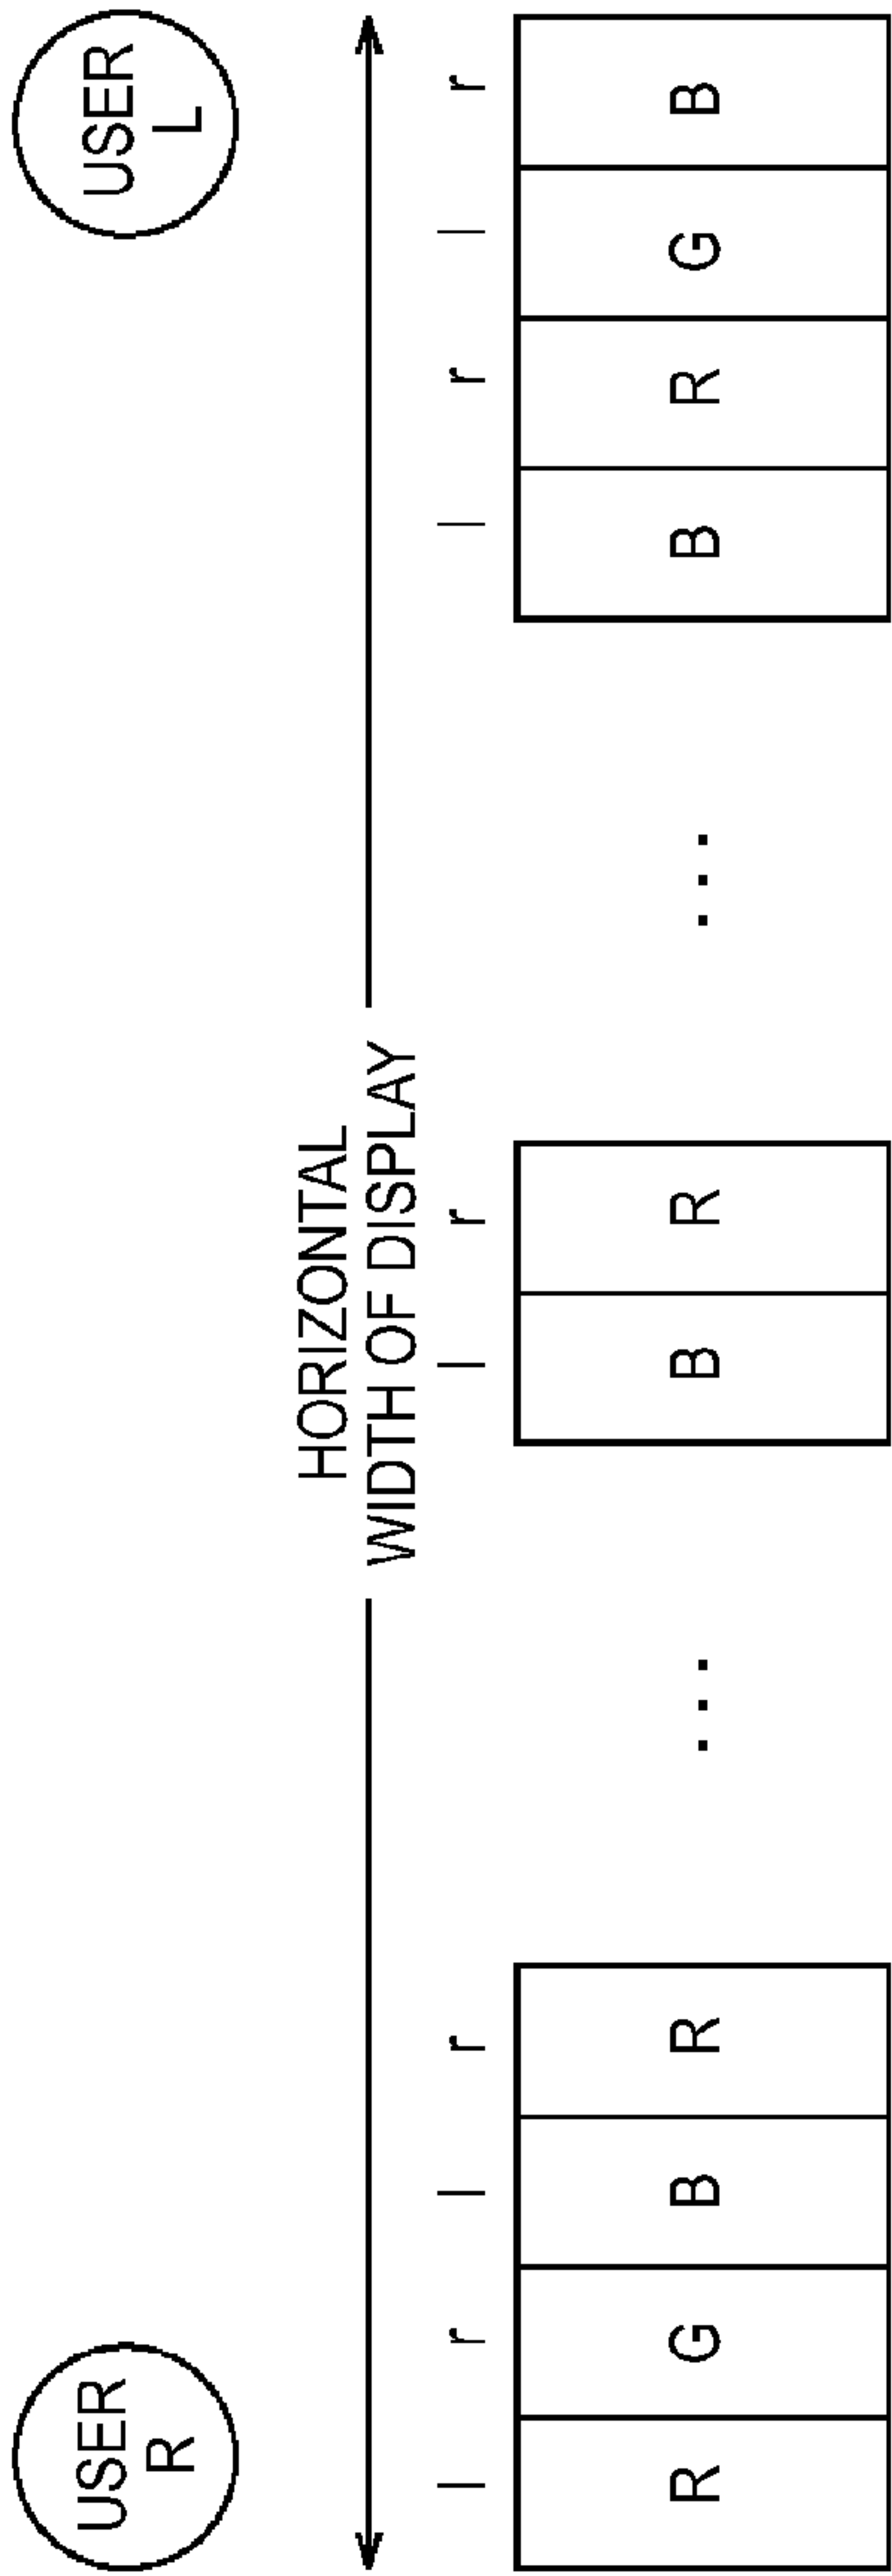 USER
R
USER
L
HORIZONTAL
WIDTH OF DISPLAY
l r l r l r l r l r
R G B R ... B R ... B R G B